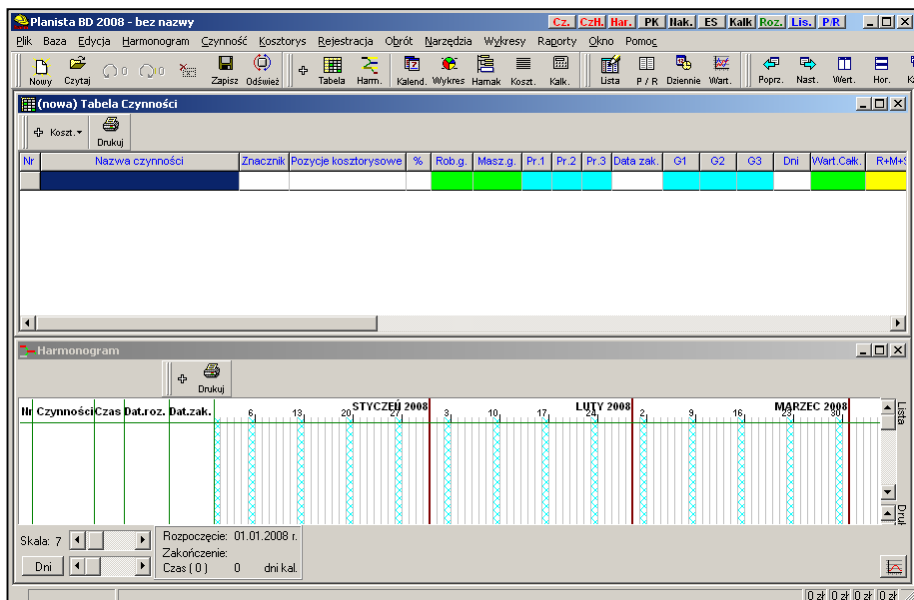 Planista BD 2008 - bez nazwy
Cz. CzH. Har. PK Nak. ES Kalk Roz. Lis. P/R
Plik Baza Edycja Harmonogram Czynność Kosztorys Rejestracja Obrót Narzędzia Wykresy Raporty Okno Pomoc
Nowy Czytaj 0 0 Zapisz Odśwież Tabela Harm. Kalend. Wykres Hamak Koszt. Kalk. Lista P / R Dziennie Wart. Poprz. Nast. Wert. Hor.
(nowa) Tabela Czynności
Koszt. Drukuj
Nr Nazwa czynności Znacznik Pozycje kosztorysowe % Rob.g. Masz.g. Pr.1 Pr.2 Pr.3 Data zak. G1 G2 G3 Dni Wart.Całk. R+M+S
Harmonogram
Drukuj
Nr Czynności Czas Dat.roz. Dat.zak.
STYCZEŃ 2008 LUTY 2008 MARZEC 2008
6 13 20 27 3 10 17 24 2 9 16 23 30
Lista
Druk
Skala: 7
Dni
Rozpoczęcie: 01.01.2008 r.
Zakończenie:
Czas ( 0 ) 0 dni kal.
0 zł 0 zł 0 zł 0 zł